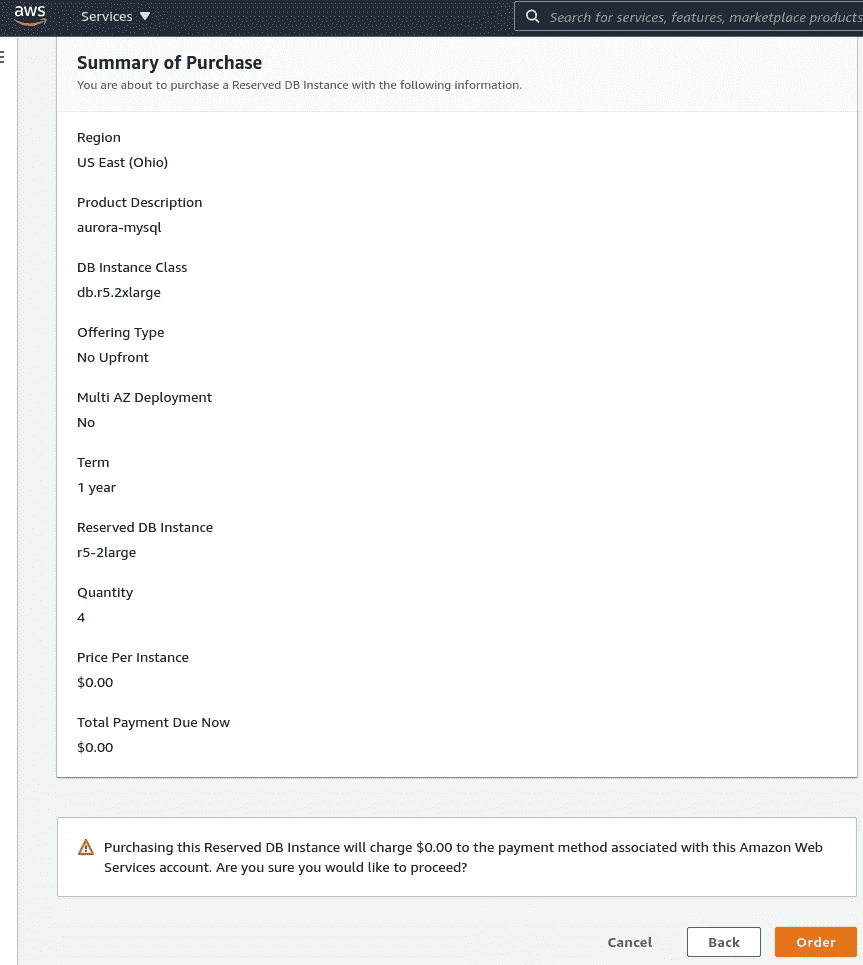 aws
Services ▼
Search for services, features, marketplace products
Summary of Purchase
You are about to purchase a Reserved DB Instance with the following information.
Region
US East (Ohio)
Product Description
aurora-mysql
DB Instance Class
db.r5.2xlarge
Offering Type
No Upfront
Multi AZ Deployment
No
Term
1 year
Reserved DB Instance
r5-2large
Quantity
4
Price Per Instance
$0.00
Total Payment Due Now
$0.00
Purchasing this Reserved DB Instance will charge $0.00 to the payment method associated with this Amazon Web
Services account. Are you sure you would like to proceed?
Cancel
Back
Order